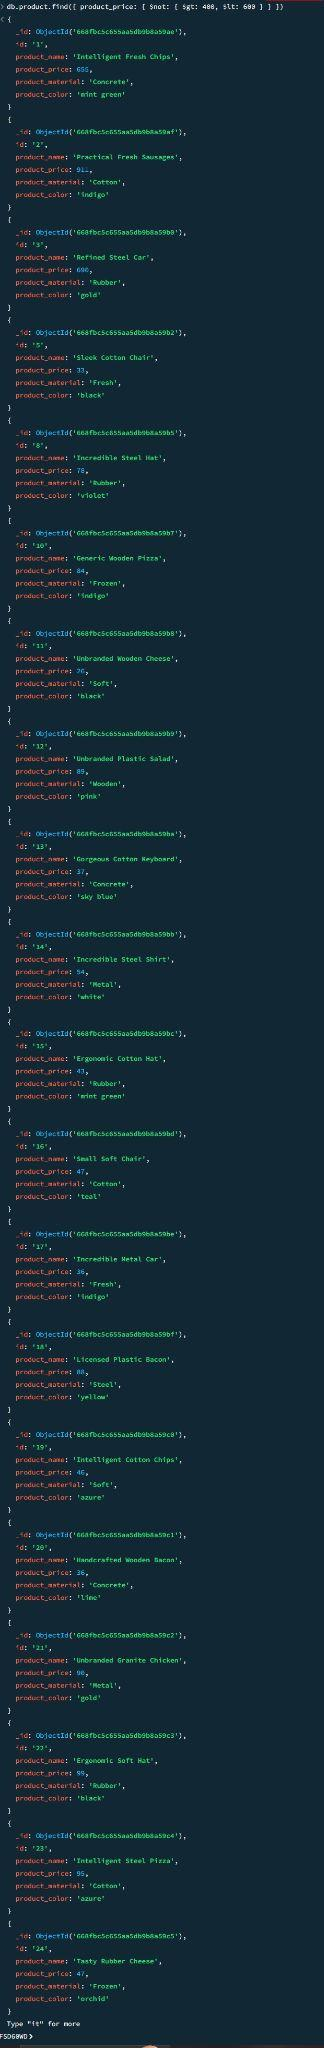 > db.product.find({ product_price: { $not: { $gt: 400, $lt: 600 } } })
< {
_id: ObjectId('668fbc5c655aa5db9b8a59ae'),
id: '1',
product_name: 'Intelligent Fresh Chips',
product_price: 655,
product_material: 'Concrete',
product_color: 'mint green'
}
{
_id: ObjectId('668fbc5c655aa5db9b8a59af'),
id: '2',
product_name: 'Practical Fresh Sausages',
product_price: 911,
product_material: 'Cotton',
product_color: 'indigo'
}
{
_id: ObjectId('668fbc5c655aa5db9b8a59b0'),
id: '3',
product_name: 'Refined Steel Car',
product_price: 690,
product_material: 'Rubber',
product_color: 'gold'
}
{
_id: ObjectId('668fbc5c655aa5db9b8a59b2'),
id: '5',
product_name: 'Sleek Cotton Chair',
product_price: 33,
product_material: 'Fresh',
product_color: 'black'
}
{
_id: ObjectId('668fbc5c655aa5db9b8a59b5'),
id: '8',
product_name: 'Incredible Steel Hat',
product_price: 78,
product_material: 'Rubber',
product_color: 'violet'
}
{
_id: ObjectId('668fbc5c655aa5db9b8a59b7'),
id: '10',
product_name: 'Generic Wooden Pizza',
product_price: 84,
product_material: 'Frozen',
product_color: 'indigo'
}
{
_id: ObjectId('668fbc5c655aa5db9b8a59b8'),
id: '11',
product_name: 'Unbranded Wooden Cheese',
product_price: 26,
product_material: 'Soft',
product_color: 'black'
}
{
_id: ObjectId('668fbc5c655aa5db9b8a59b9'),
id: '12',
product_name: 'Unbranded Plastic Salad',
product_price: 89,
product_material: 'Wooden',
product_color: 'pink'
}
{
_id: ObjectId('668fbc5c655aa5db9b8a59ba'),
id: '13',
product_name: 'Gorgeous Cotton Keyboard',
product_price: 37,
product_material: 'Concrete',
product_color: 'sky blue'
}
{
_id: ObjectId('668fbc5c655aa5db9b8a59bb'),
id: '14',
product_name: 'Incredible Steel Shirt',
product_price: 54,
product_material: 'Metal',
product_color: 'white'
}
{
_id: ObjectId('668fbc5c655aa5db9b8a59bc'),
id: '15',
product_name: 'Ergonomic Cotton Hat',
product_price: 43,
product_material: 'Rubber',
product_color: 'mint green'
}
{
_id: ObjectId('668fbc5c655aa5db9b8a59bd'),
id: '16',
product_name: 'Small Soft Chair',
product_price: 47,
product_material: 'Cotton',
product_color: 'teal'
}
{
_id: ObjectId('668fbc5c655aa5db9b8a59be'),
id: '17',
product_name: 'Incredible Metal Car',
product_price: 36,
product_material: 'Fresh',
product_color: 'indigo'
}
{
_id: ObjectId('668fbc5c655aa5db9b8a59bf'),
id: '18',
product_name: 'Licensed Plastic Bacon',
product_price: 88,
product_material: 'Steel',
product_color: 'yellow'
}
{
_id: ObjectId('668fbc5c655aa5db9b8a59c0'),
id: '19',
product_name: 'Intelligent Cotton Chips',
product_price: 46,
product_material: 'Soft',
product_color: 'azure'
}
{
_id: ObjectId('668fbc5c655aa5db9b8a59c1'),
id: '20',
product_name: 'Handcrafted Wooden Bacon',
product_price: 36,
product_material: 'Concrete',
product_color: 'lime'
}
{
_id: ObjectId('668fbc5c655aa5db9b8a59c2'),
id: '21',
product_name: 'Unbranded Granite Chicken',
product_price: 90,
product_material: 'Metal',
product_color: 'gold'
}
{
_id: ObjectId('668fbc5c655aa5db9b8a59c3'),
id: '22',
product_name: 'Ergonomic Soft Hat',
product_price: 99,
product_material: 'Rubber',
product_color: 'black'
}
{
_id: ObjectId('668fbc5c655aa5db9b8a59c4'),
id: '23',
product_name: 'Intelligent Steel Pizza',
product_price: 95,
product_material: 'Cotton',
product_color: 'azure'
}
{
_id: ObjectId('668fbc5c655aa5db9b8a59c5'),
id: '24',
product_name: 'Tasty Rubber Cheese',
product_price: 47,
product_material: 'Frozen',
product_color: 'orchid'
}
Type "it" for more
FSD60WD>